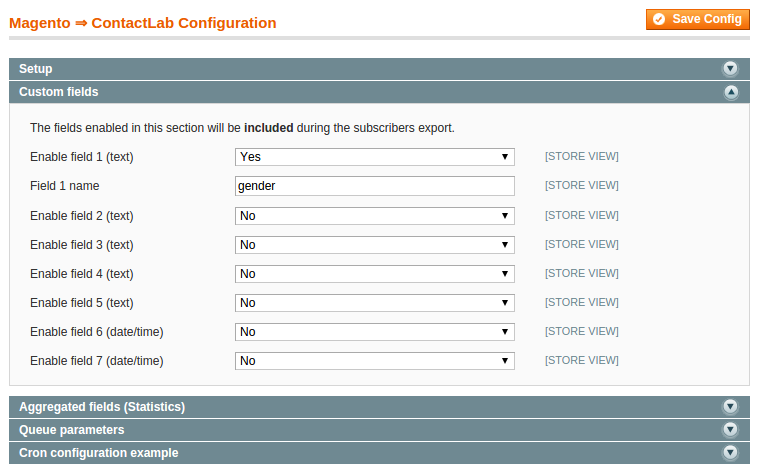 Magento ⇒ ContactLab Configuration
Save Config
Setup
Custom fields
The fields enabled in this section will be included during the subscribers export.
Enable field 1 (text) Yes [STORE VIEW]
Field 1 name gender [STORE VIEW]
Enable field 2 (text) No [STORE VIEW]
Enable field 3 (text) No [STORE VIEW]
Enable field 4 (text) No [STORE VIEW]
Enable field 5 (text) No [STORE VIEW]
Enable field 6 (date/time) No [STORE VIEW]
Enable field 7 (date/time) No [STORE VIEW]
Aggregated fields (Statistics)
Queue parameters
Cron configuration example